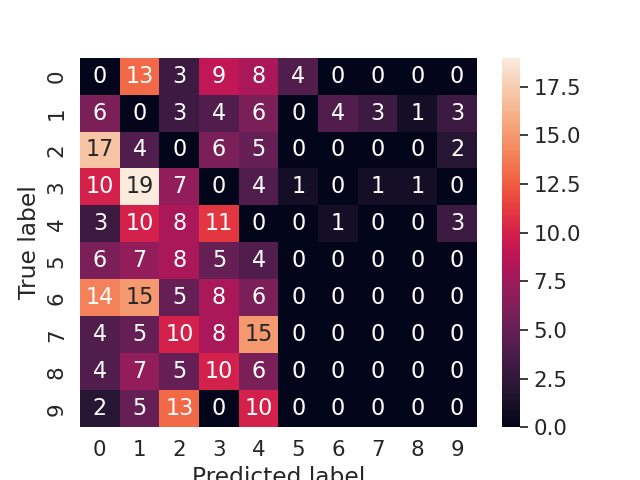 0 0 13 3 9 8 4 0 0 0 0 17.5
1 6 0 3 4 6 0 4 3 1 3 15.0
2 17 4 0 6 5 0 0 0 0 2 12.5
3 10 19 7 0 4 1 0 1 1 0
4 3 10 8 11 0 0 1 0 0 3 10.0
5 6 7 8 5 4 0 0 0 0 0 7.5
6 14 15 5 8 6 0 0 0 0 0
7 4 5 10 8 15 0 0 0 0 0 5.0
8 4 7 5 10 6 0 0 0 0 0 2.5
9 2 5 13 0 10 0 0 0 0 0 0.0
0 1 2 3 4 5 6 7 8 9
True label
Predicted label